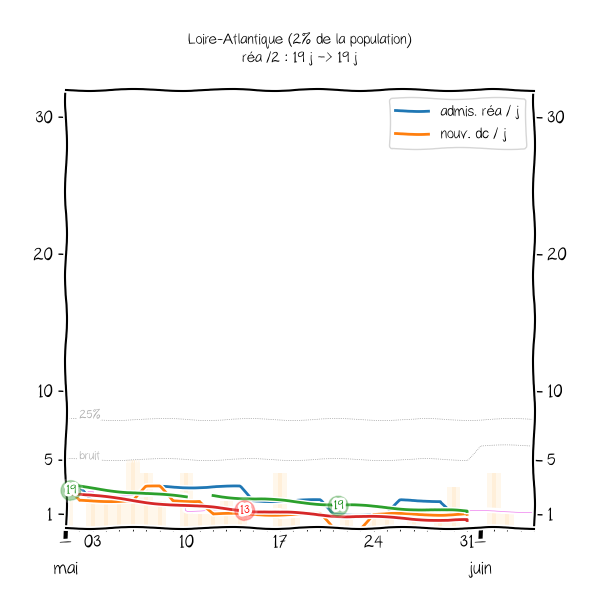 Loire-Atlantique (2% de la population)
réa /2 : 19 j -> 19 j
admis. réa / j
nouv. dc / j
30 30
20 20
10 10
25%
5 bruit 5
19 19
1 13 1
03 10 17 24 31
mai juin